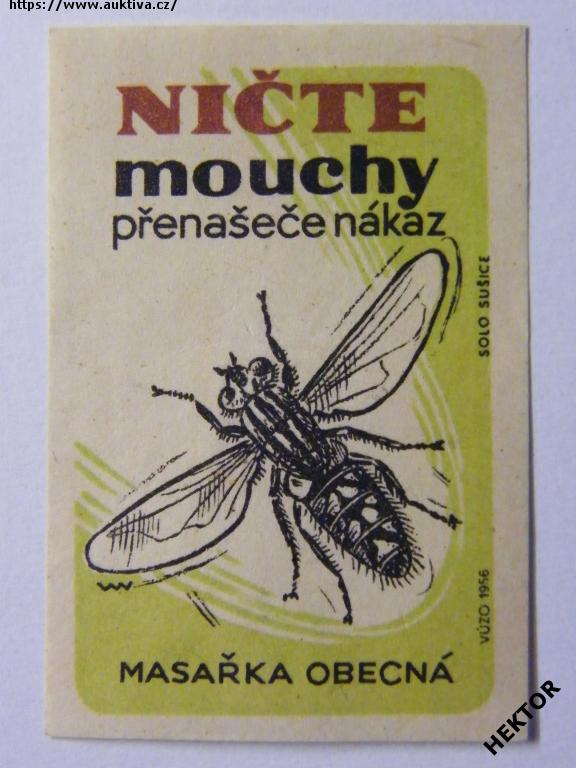 https://www.auktiva.cz/
NIČTE
mouchy
přenašeče nákaz
SOLO SUŠICE
VÚZO 1956
MASAŘKA OBECNÁ
HEKTOR